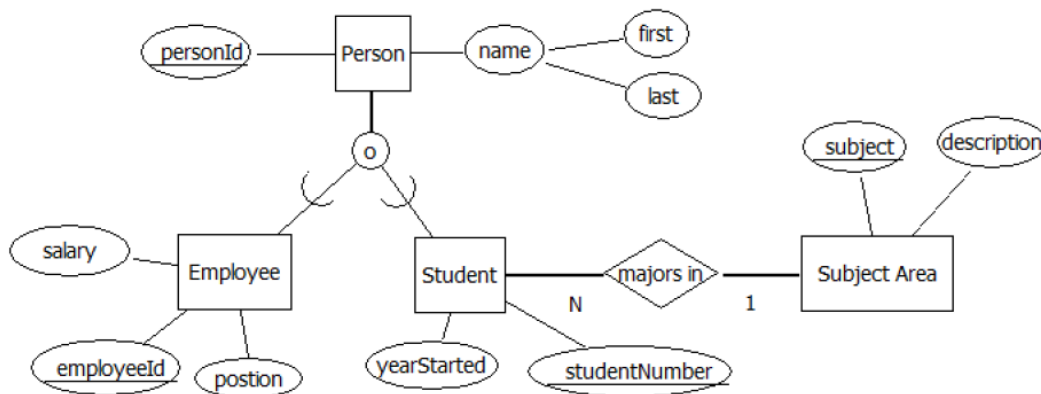 personId
Person
name
first
last
o
subject
description
salary
Employee
Student
majors in
Subject Area
N
1
employeeId
postion
yearStarted
studentNumber